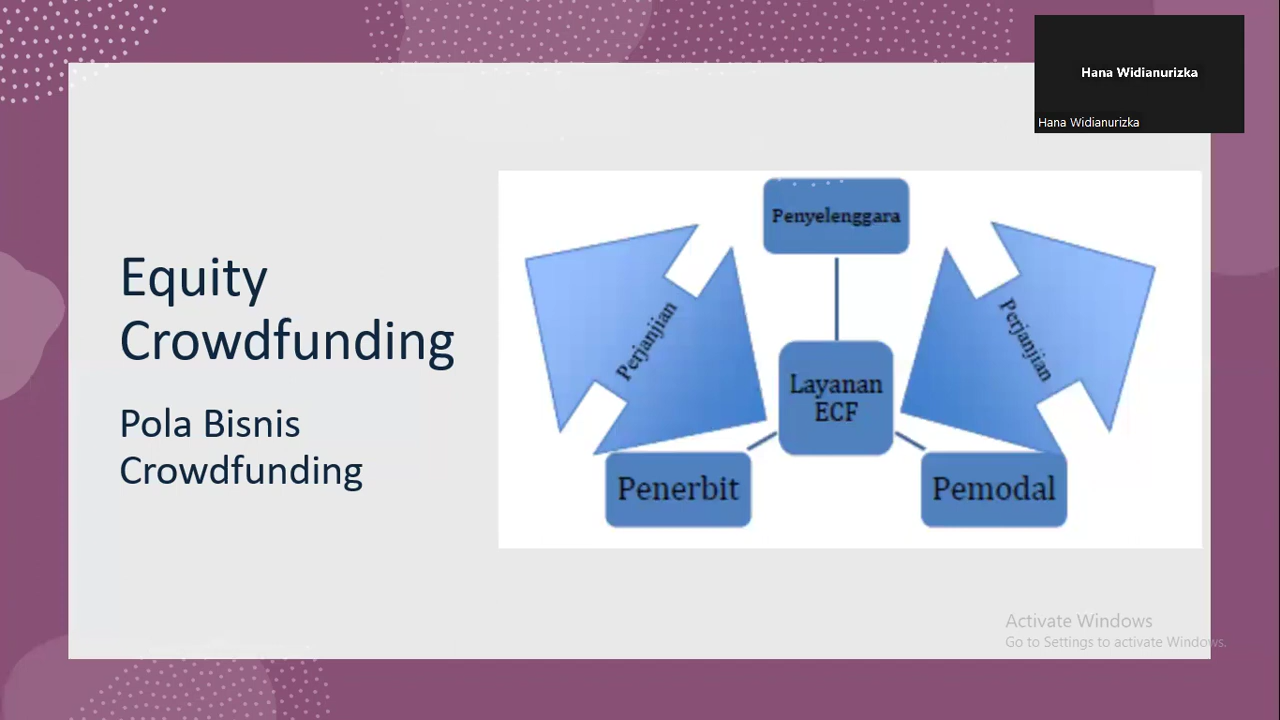 Hana Widianurizka
Hana Widianurizka
Equity
Crowdfunding
Pola Bisnis
Crowdfunding
Penyelenggara
Perjanjian
Perjanjian
Layanan
ECF
Penerbit
Pemodal
Activate Windows
Go to Settings to activate Windows.